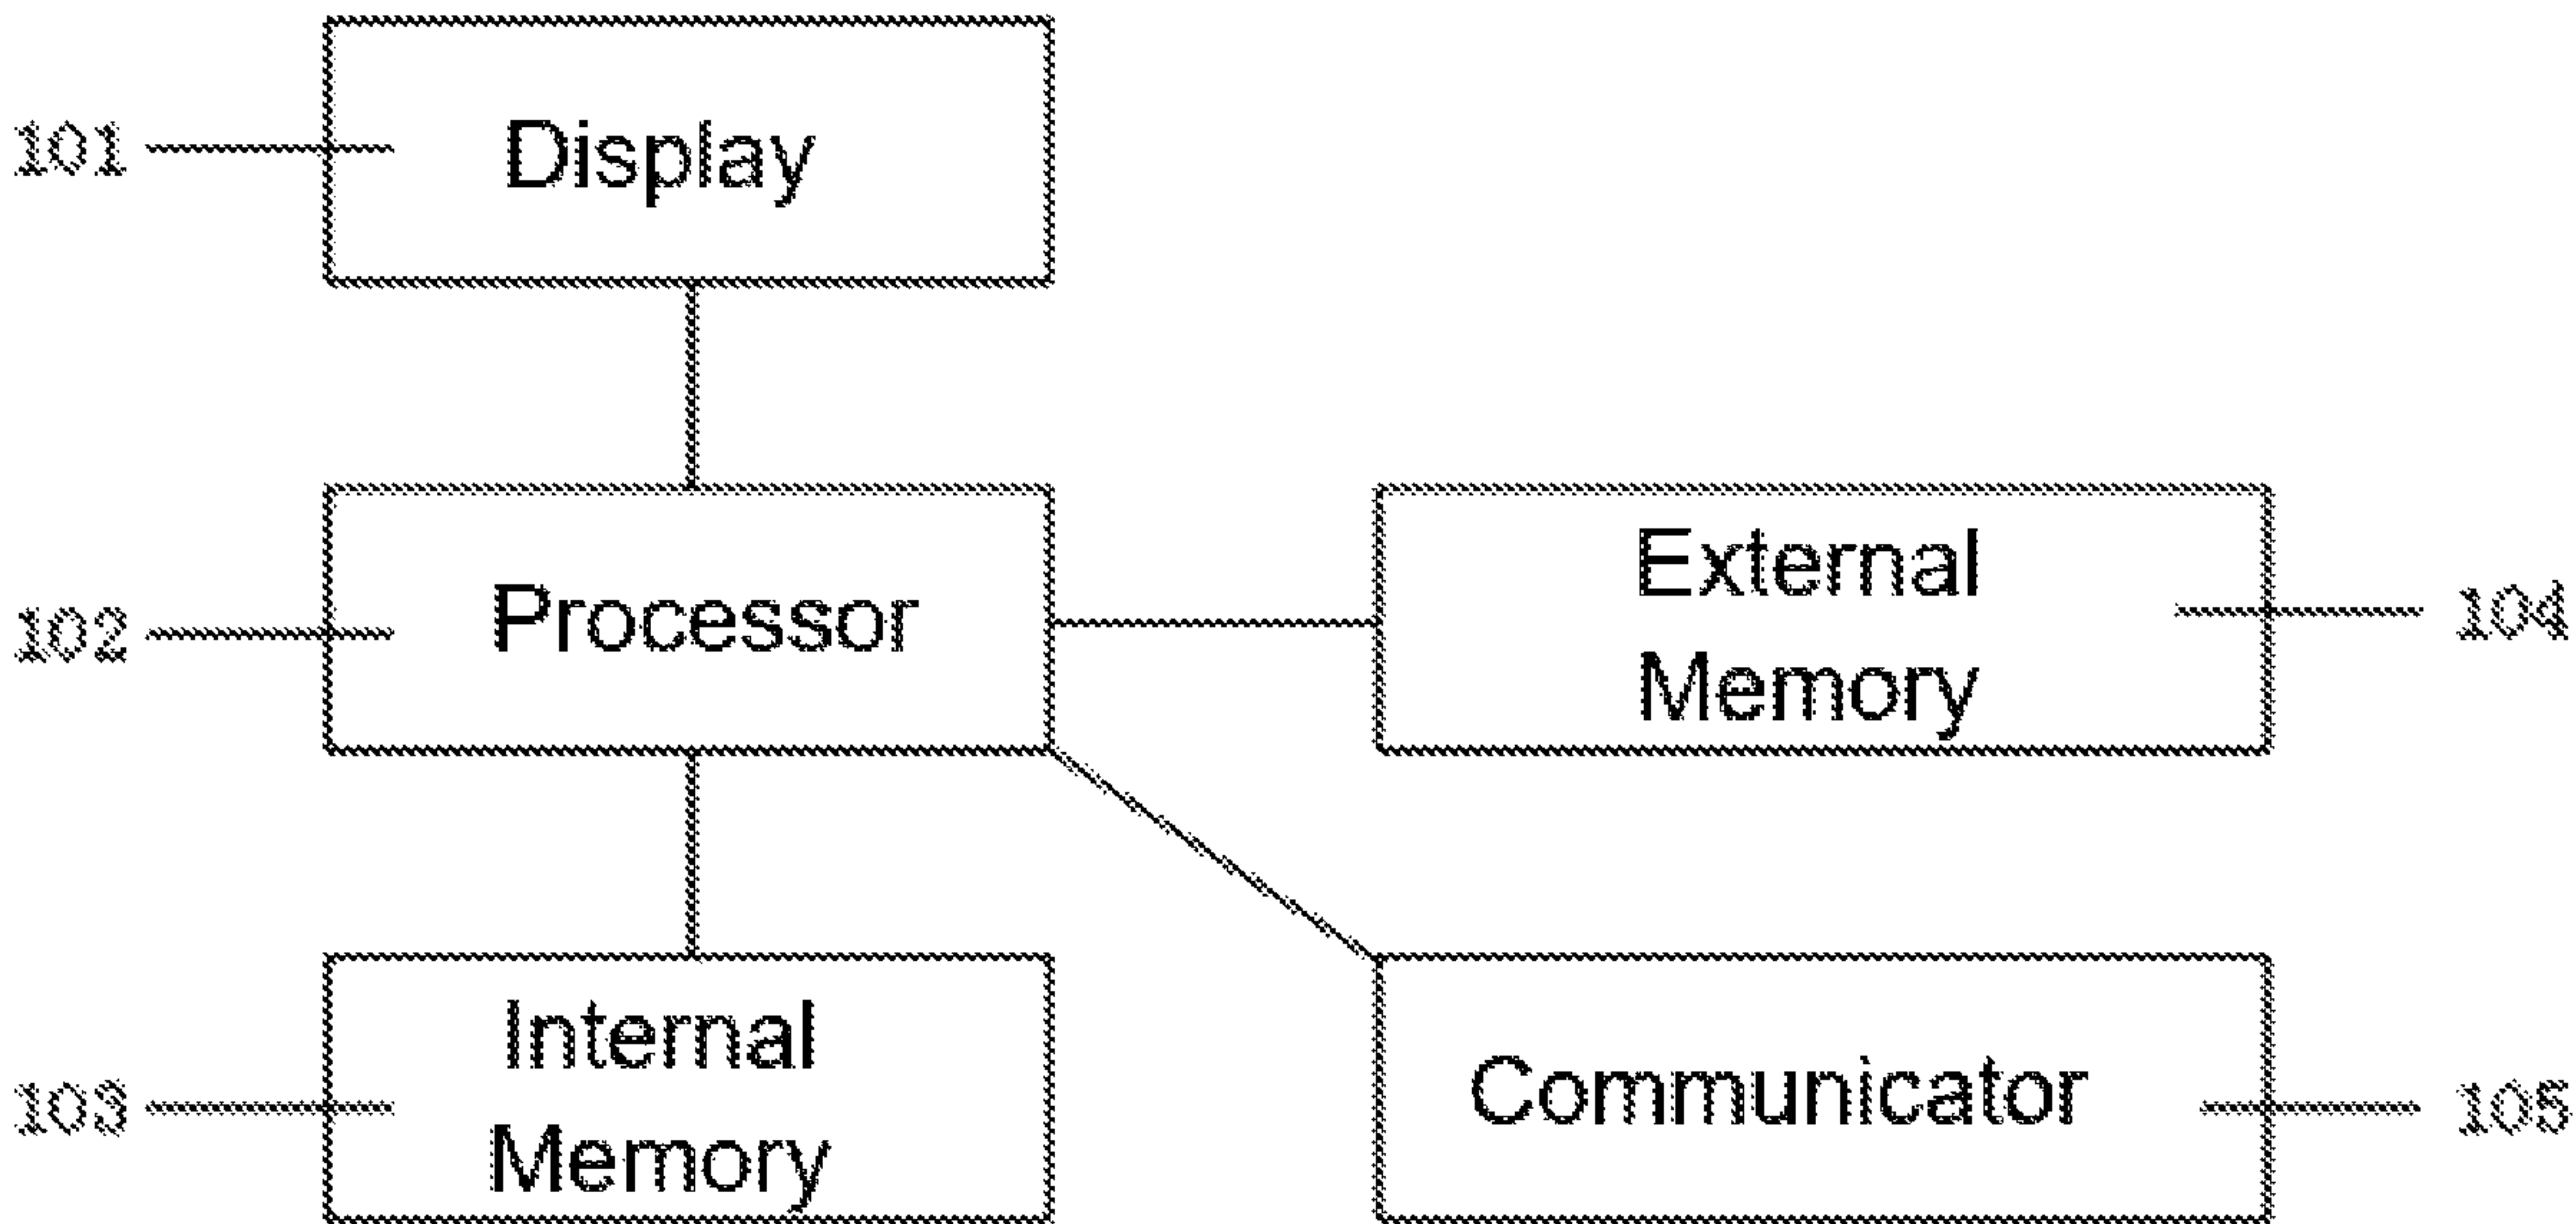 101
Display
102
Processor
External
Memory
104
103
Internal
Memory
Communicator
105